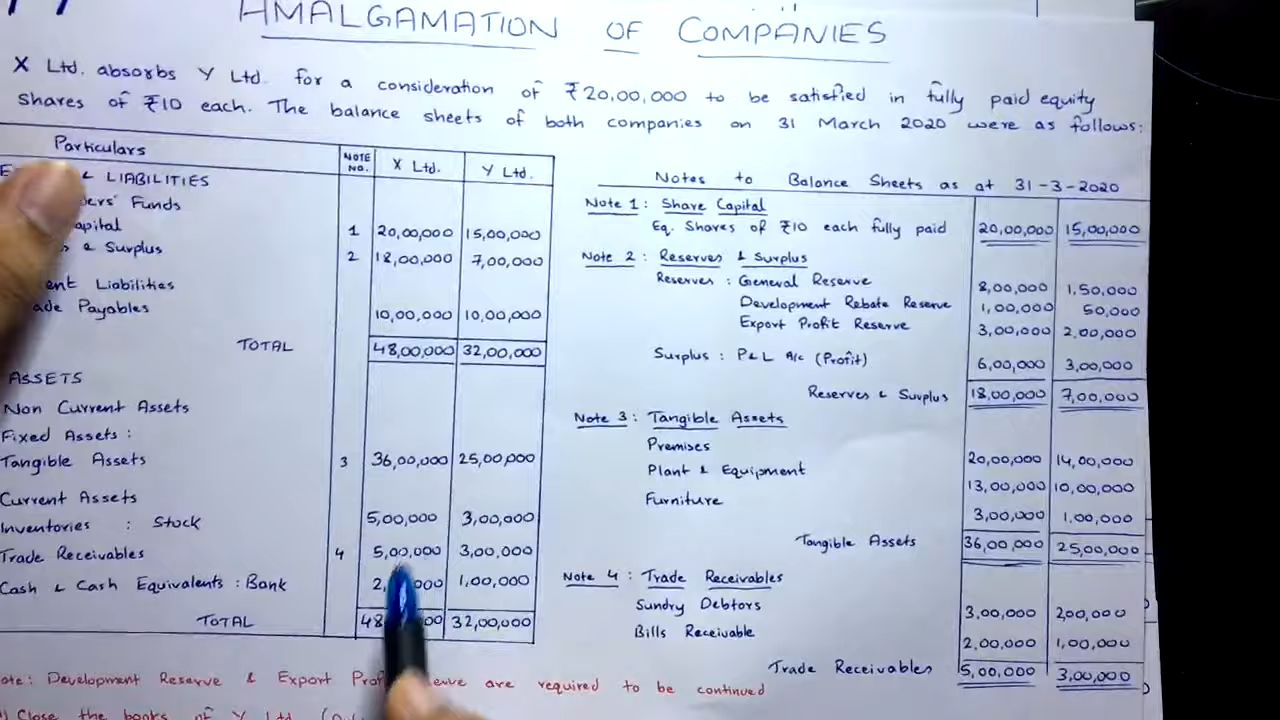 AMALGAMATION OF COMPANIES
X Ltd. absorbs Y Ltd. for a consideration of ₹20,00,000 to be satisfied in fully paid equity
shares of ₹10 each. The balance sheets of both companies on 31 March 2020 were as follows:
Particulars NOTE NO. X Ltd. Y Ltd.
& LIABILITIES
Funds
1 20,00,000 15,00,000
& Surplus 2 18,00,000 7,00,000
Liabilities
Payables 10,00,000 10,00,000
TOTAL 48,00,000 32,00,000
ASSETS
Non Current Assets
Fixed Assets :
Tangible Assets 3 36,00,000 25,00,000
Current Assets
Inventories : Stock 5,00,000 3,00,000
Trade Receivables 4 5,00,000 3,00,000
Cash & Cash Equivalents : Bank 1,00,000
TOTAL 32,00,000
Notes to Balance Sheets as at 31-3-2020
Note 1 : Share Capital
Eq. Shares of ₹10 each fully paid 20,00,000 15,00,000
Note 2 : Reserves & Surplus
Reserves : General Reserve 8,00,000 1,50,000
Development Rebate Reserve 1,00,000 50,000
Export Profit Reserve 3,00,000 2,00,000
Surplus : P&L A/c (Profit) 6,00,000 3,00,000
Reserves & Surplus 18,00,000 7,00,000
Note 3 : Tangible Assets
Premises 20,00,000 14,00,000
Plant & Equipment 13,00,000 10,00,000
Furniture 3,00,000 1,00,000
Tangible Assets 36,00,000 25,00,000
Note 4 : Trade Receivables
Sundry Debtors 3,00,000 200,000
Bills Receivable 2,00,000 1,00,000
Trade Receivables 5,00,000 3,00,000
Development Reserve & Export are required to be continued
Close the books of Y Ltd.